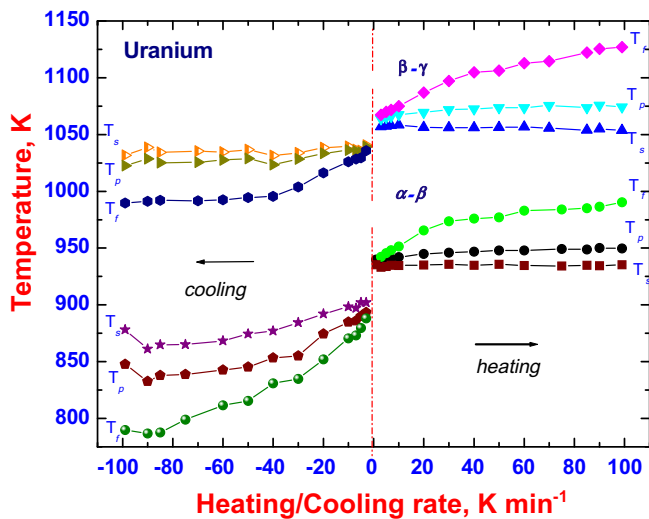 Uranium
β-γ
T_f
T_p
T_s
T_s
T_p
T_f
α-β
T_f
T_p
T_s
cooling
heating
T_s
T_p
T_f
1150
1100
1050
1000
950
900
850
800
Temperature, K
-100 -80 -60 -40 -20 0 20 40 60 80 100
Heating/Cooling rate, K min⁻¹